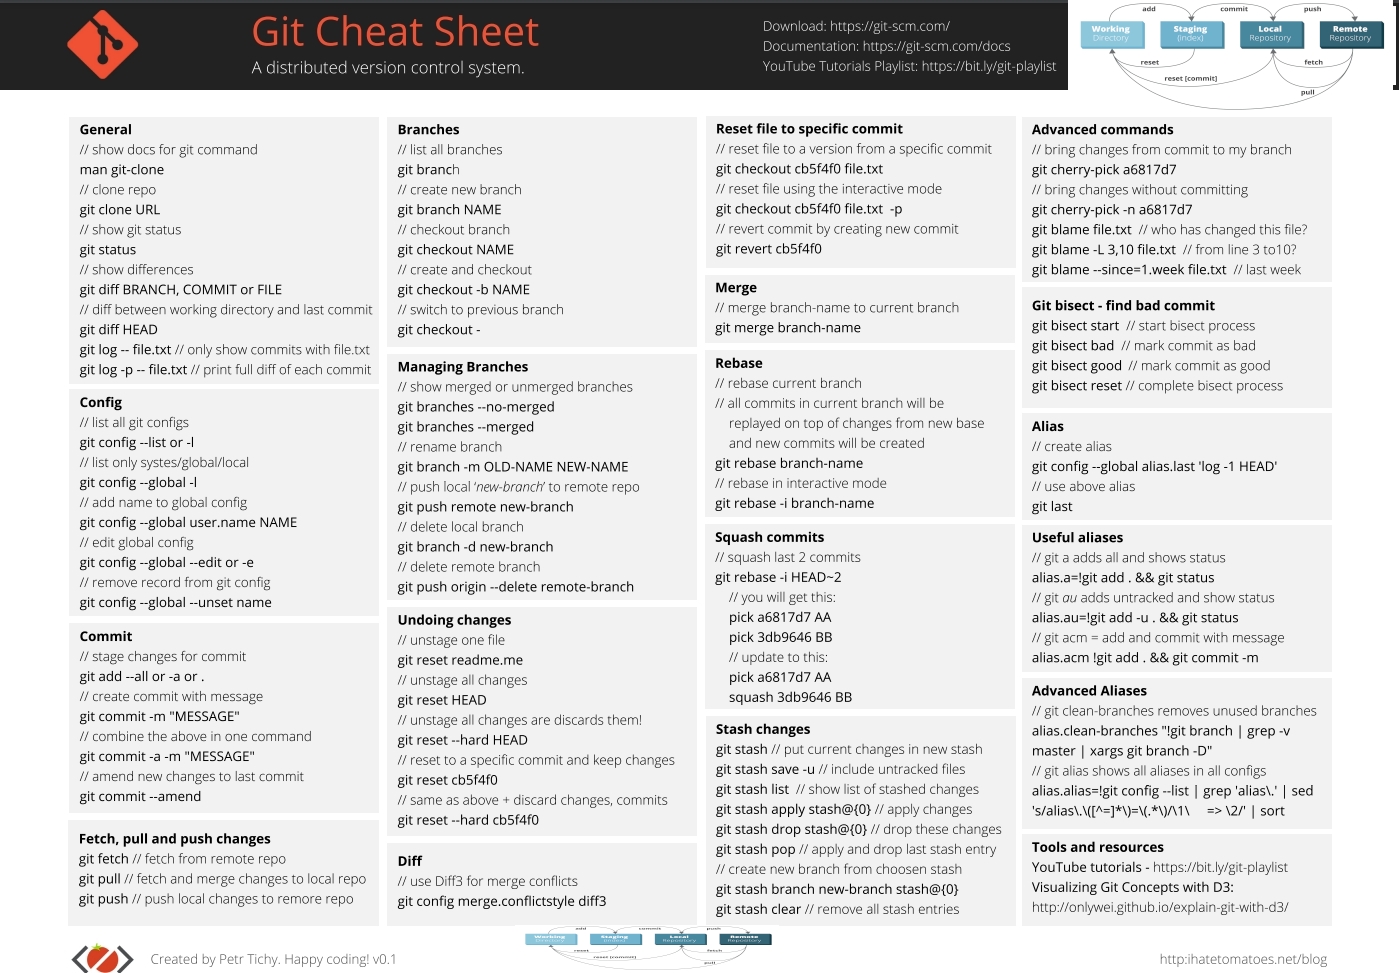 Git Cheat Sheet
A distributed version control system.
Download: https://git-scm.com/
Documentation: https://git-scm.com/docs
YouTube Tutorials Playlist: https://bit.ly/git-playlist
add commit push
Working Directory
Staging (index)
Local Repository
Remote Repository
reset fetch
reset [commit]
pull
General
// show docs for git command
man git-clone
// clone repo
git clone URL
// show git status
git status
// show differences
git diff BRANCH, COMMIT or FILE
// diff between working directory and last commit
git diff HEAD
git log -- file.txt // only show commits with file.txt
git log -p -- file.txt // print full diff of each commit
Config
// list all git configs
git config --list or -l
// list only systes/global/local
git config --global -l
// add name to global config
git config --global user.name NAME
// edit global config
git config --global --edit or -e
// remove record from git config
git config --global --unset name
Commit
// stage changes for commit
git add --all or -a or .
// create commit with message
git commit -m "MESSAGE"
// combine the above in one command
git commit -a -m "MESSAGE"
// amend new changes to last commit
git commit --amend
Fetch, pull and push changes
git fetch // fetch from remote repo
git pull // fetch and merge changes to local repo
git push // push local changes to remore repo
Branches
// list all branches
git branch
// create new branch
git branch NAME
// checkout branch
git checkout NAME
// create and checkout
git checkout -b NAME
// switch to previous branch
git checkout -
Managing Branches
// show merged or unmerged branches
git branches --no-merged
git branches --merged
// rename branch
git branch -m OLD-NAME NEW-NAME
// push local 'new-branch' to remote repo
git push remote new-branch
// delete local branch
git branch -d new-branch
// delete remote branch
git push origin --delete remote-branch
Undoing changes
// unstage one file
git reset readme.me
// unstage all changes
git reset HEAD
// unstage all changes are discards them!
git reset --hard HEAD
// reset to a specific commit and keep changes
git reset cb5f4f0
// same as above + discard changes, commits
git reset --hard cb5f4f0
Diff
// use Diff3 for merge conflicts
git config merge.conflictstyle diff3
Reset file to specific commit
// reset file to a version from a specific commit
git checkout cb5f4f0 file.txt
// reset file using the interactive mode
git checkout cb5f4f0 file.txt -p
// revert commit by creating new commit
git revert cb5f4f0
Merge
// merge branch-name to current branch
git merge branch-name
Rebase
// rebase current branch
// all commits in current branch will be
replayed on top of changes from new base
and new commits will be created
git rebase branch-name
// rebase in interactive mode
git rebase -i branch-name
Squash commits
// squash last 2 commits
git rebase -i HEAD~2
// you will get this:
pick a6817d7 AA
pick 3db9646 BB
// update to this:
pick a6817d7 AA
squash 3db9646 BB
Stash changes
git stash // put current changes in new stash
git stash save -u // include untracked files
git stash list // show list of stashed changes
git stash apply stash@{0} // apply changes
git stash drop stash@{0} // drop these changes
git stash pop // apply and drop last stash entry
// create new branch from choosen stash
git stash branch new-branch stash@{0}
git stash clear // remove all stash entries
Advanced commands
// bring changes from commit to my branch
git cherry-pick a6817d7
// bring changes without committing
git cherry-pick -n a6817d7
git blame file.txt // who has changed this file?
git blame -L 3,10 file.txt // from line 3 to10?
git blame --since=1.week file.txt // last week
Git bisect - find bad commit
git bisect start // start bisect process
git bisect bad // mark commit as bad
git bisect good // mark commit as good
git bisect reset // complete bisect process
Alias
// create alias
git config --global alias.last 'log -1 HEAD'
// use above alias
git last
Useful aliases
// git a adds all and shows status
alias.a=!git add . && git status
// git au adds untracked and show status
alias.au=!git add -u . && git status
// git acm = add and commit with message
alias.acm !git add . && git commit -m
Advanced Aliases
// git clean-branches removes unused branches
alias.clean-branches "!git branch | grep -v
master | xargs git branch -D"
// git alias shows all aliases in all configs
alias.alias=!git config --list | grep 'alias\.' | sed
's/alias\.\([^=]*\)=\(.*\)/\1\ => \2/' | sort
Tools and resources
YouTube tutorials - https://bit.ly/git-playlist
Visualizing Git Concepts with D3:
http://onlywei.github.io/explain-git-with-d3/
add commit push
Working Directory
Staging (index)
Local Repository
Remote Repository
reset fetch
reset [commit]
pull
Created by Petr Tichy. Happy coding! v0.1
http:ihatetomatoes.net/blog